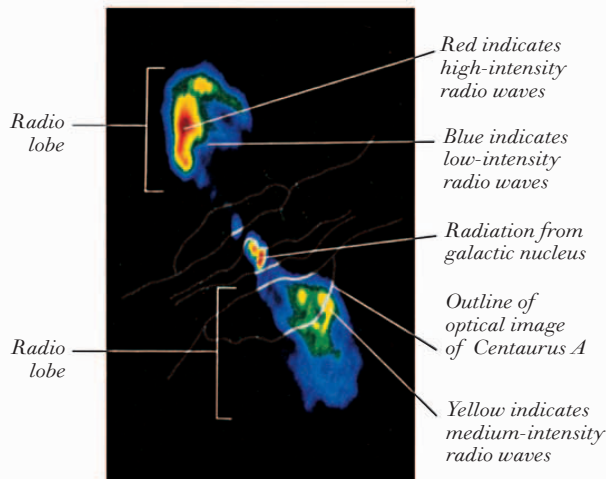 Red indicates
high-intensity
radio waves
Radio
lobe
Blue indicates
low-intensity
radio waves
Radiation from
galactic nucleus
Outline of
optical image
of Centaurus A
Radio
lobe
Yellow indicates
medium-intensity
radio waves